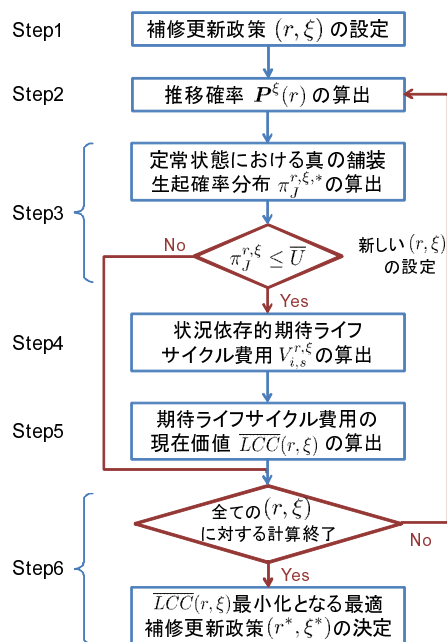 Step1
補修更新政策 (r, ξ) の設定
Step2
推移確率 P^ξ(r) の算出
定常状態における真の舗装
生起確率分布 π_J^{r,ξ,*}の算出
Step3
No
π_J^{r,ξ} ≤ U̅
新しい(r, ξ)
の設定
Yes
Step4
状況依存的期待ライフ
サイクル費用 V_{i,s}^{r,ξ}の算出
Step5
期待ライフサイクル費用の
現在価値 \overline{LCC}(r, ξ) の算出
全ての(r, ξ)
に対する計算終了
No
Step6
Yes
\overline{LCC}(r, ξ)最小化となる最適
補修更新政策(r*, ξ*)の決定